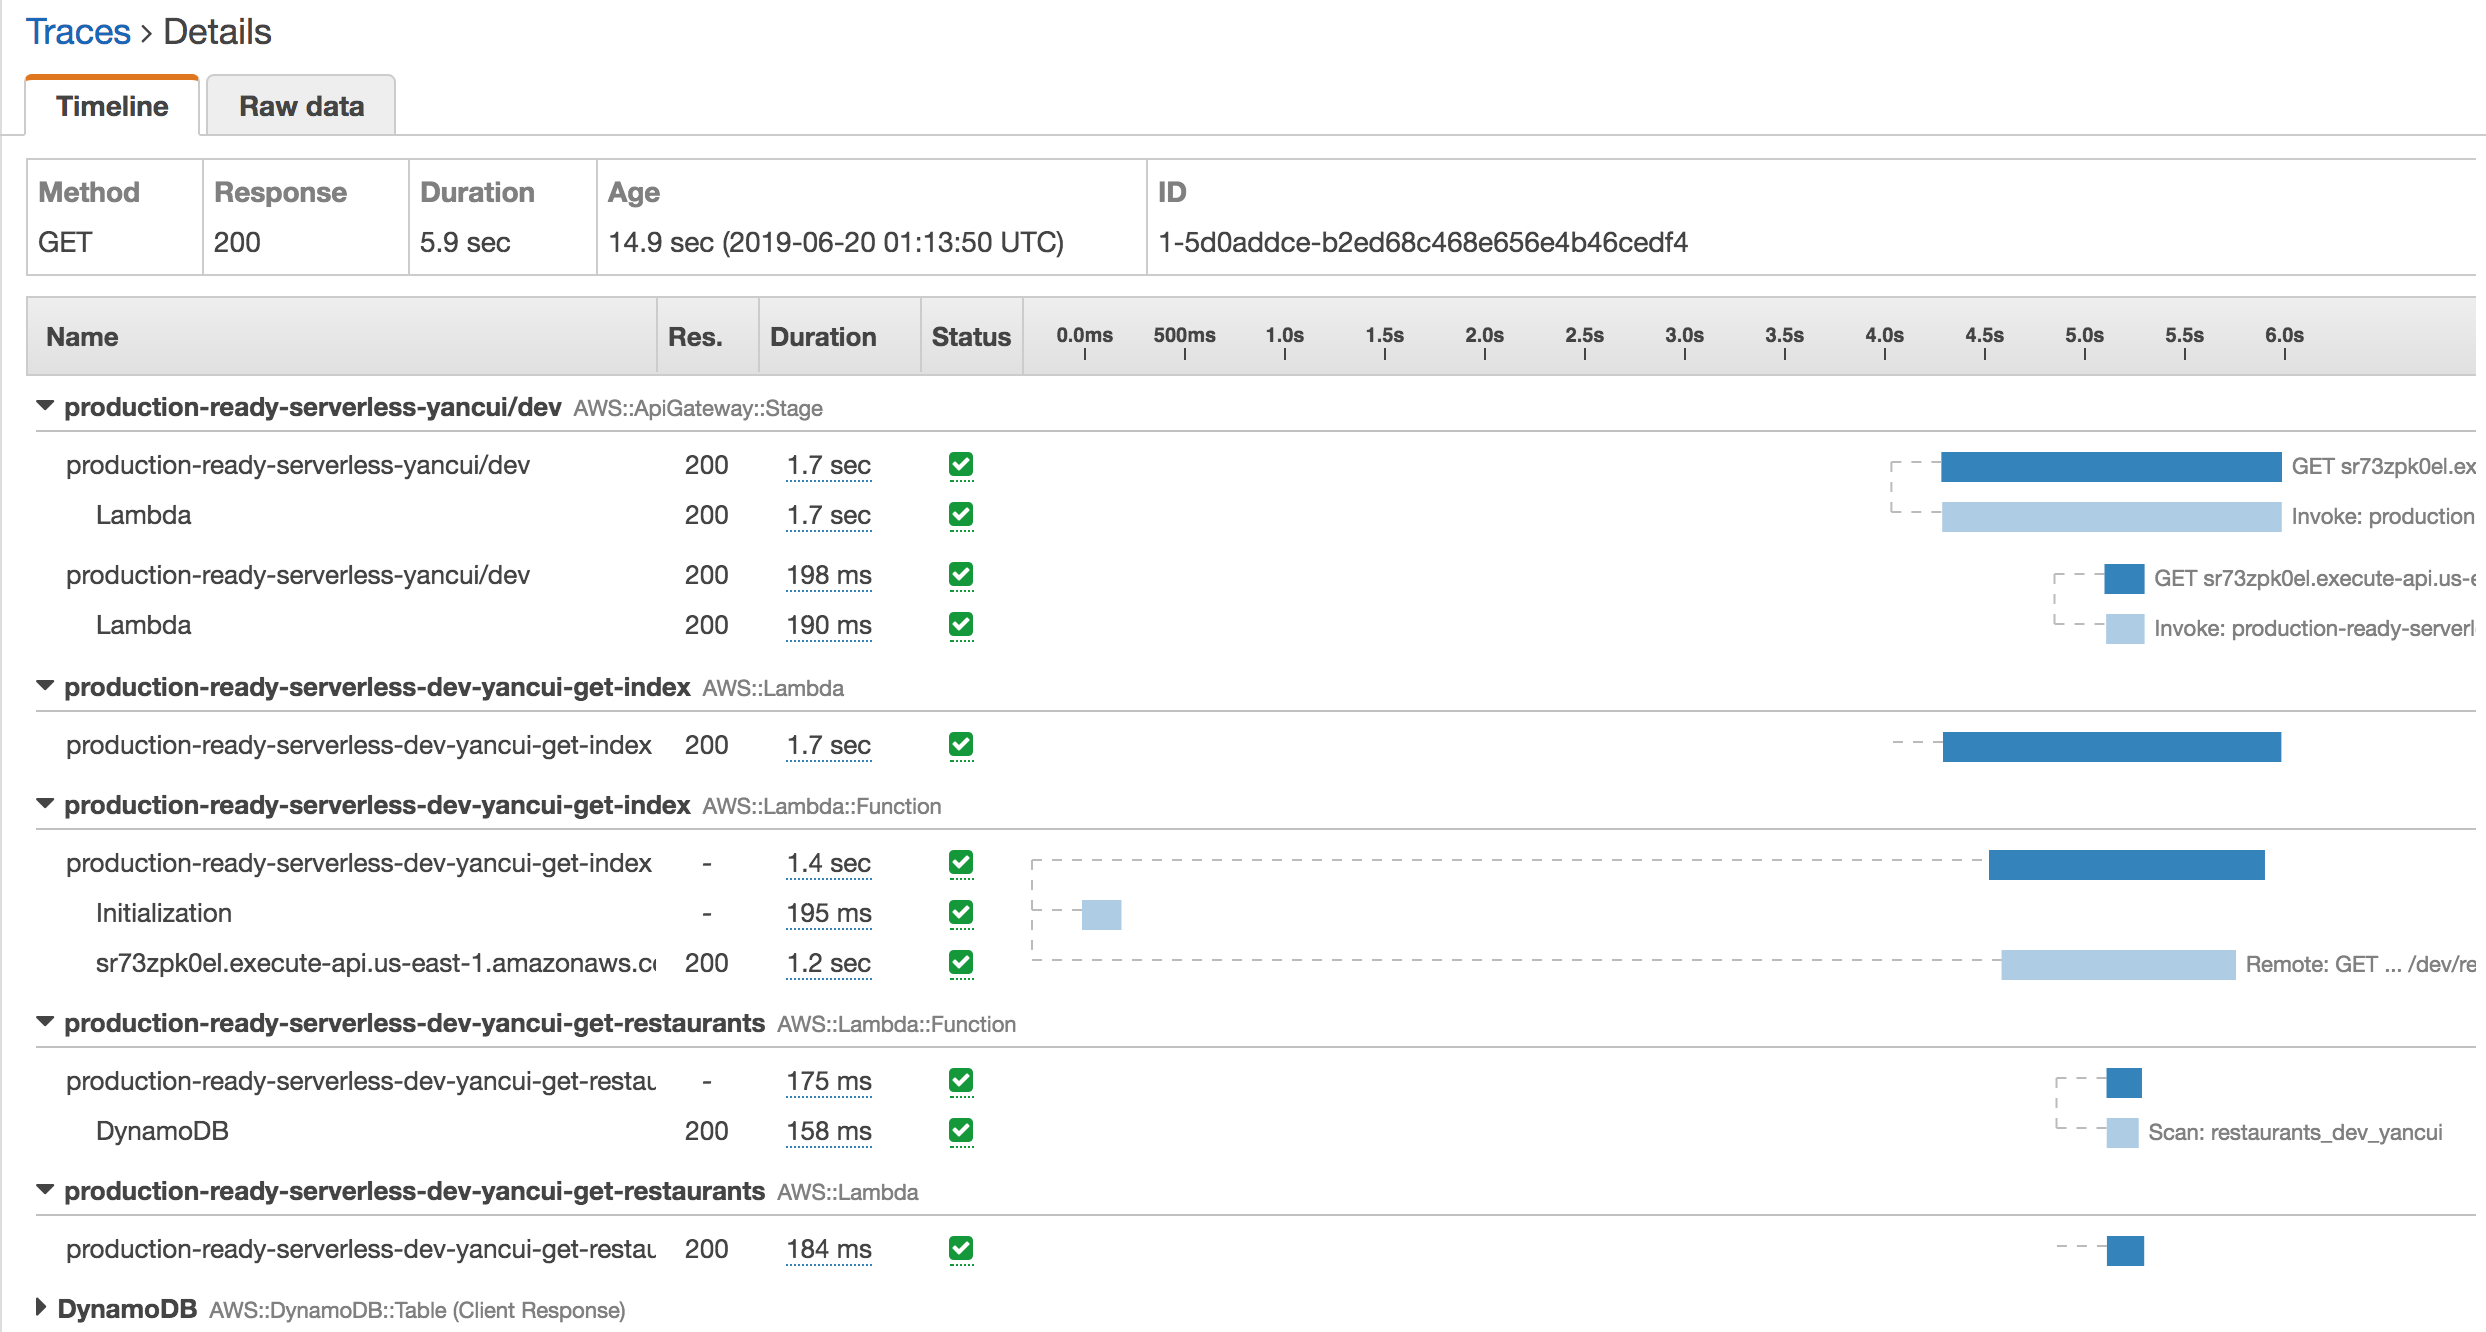 Traces > Details
Timeline Raw data
Method Response Duration Age ID
GET 200 5.9 sec 14.9 sec (2019-06-20 01:13:50 UTC) 1-5d0addce-b2ed68c468e656e4b46cedf4
Name Res. Duration Status 0.0ms 500ms 1.0s 1.5s 2.0s 2.5s 3.0s 3.5s 4.0s 4.5s 5.0s 5.5s 6.0s
production-ready-serverless-yancui/dev AWS::ApiGateway::Stage
production-ready-serverless-yancui/dev 200 1.7 sec GET sr73zpk0el.ex
Lambda 200 1.7 sec Invoke: production
production-ready-serverless-yancui/dev 200 198 ms GET sr73zpk0el.execute-api.us-e
Lambda 200 190 ms Invoke: production-ready-serverl
production-ready-serverless-dev-yancui-get-index AWS::Lambda
production-ready-serverless-dev-yancui-get-index 200 1.7 sec
production-ready-serverless-dev-yancui-get-index AWS::Lambda::Function
production-ready-serverless-dev-yancui-get-index - 1.4 sec
Initialization - 195 ms
sr73zpk0el.execute-api.us-east-1.amazonaws.co 200 1.2 sec Remote: GET ... /dev/re
production-ready-serverless-dev-yancui-get-restaurants AWS::Lambda::Function
production-ready-serverless-dev-yancui-get-restau - 175 ms
DynamoDB 200 158 ms Scan: restaurants_dev_yancui
production-ready-serverless-dev-yancui-get-restaurants AWS::Lambda
production-ready-serverless-dev-yancui-get-restau 200 184 ms
DynamoDB AWS::DynamoDB::Table (Client Response)